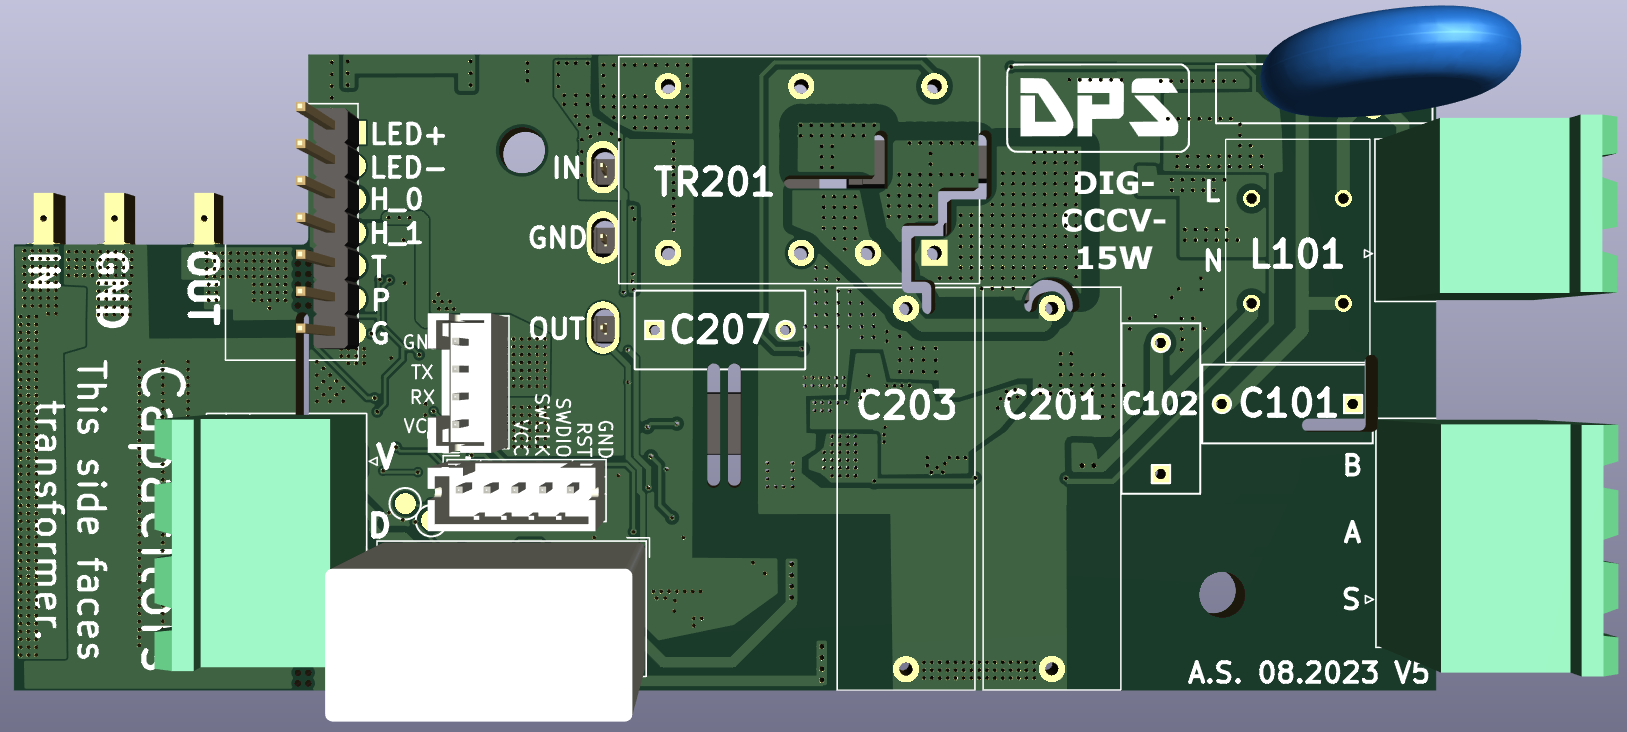 DPS
LED+
LED-
H_0
H_1
T
P
G
IN
GND
OUT
TR201
DIG-
CCCV-
15W
L
N
L101
IN
GND
OUT
C207
GN
TX
RX
VC
C203
C201
C102
C101
This side faces
transformer.
Capacitors
VCC
SWCLK
SWDIO
RST
GND
V
D
B
A
S
A.S. 08.2023 V5